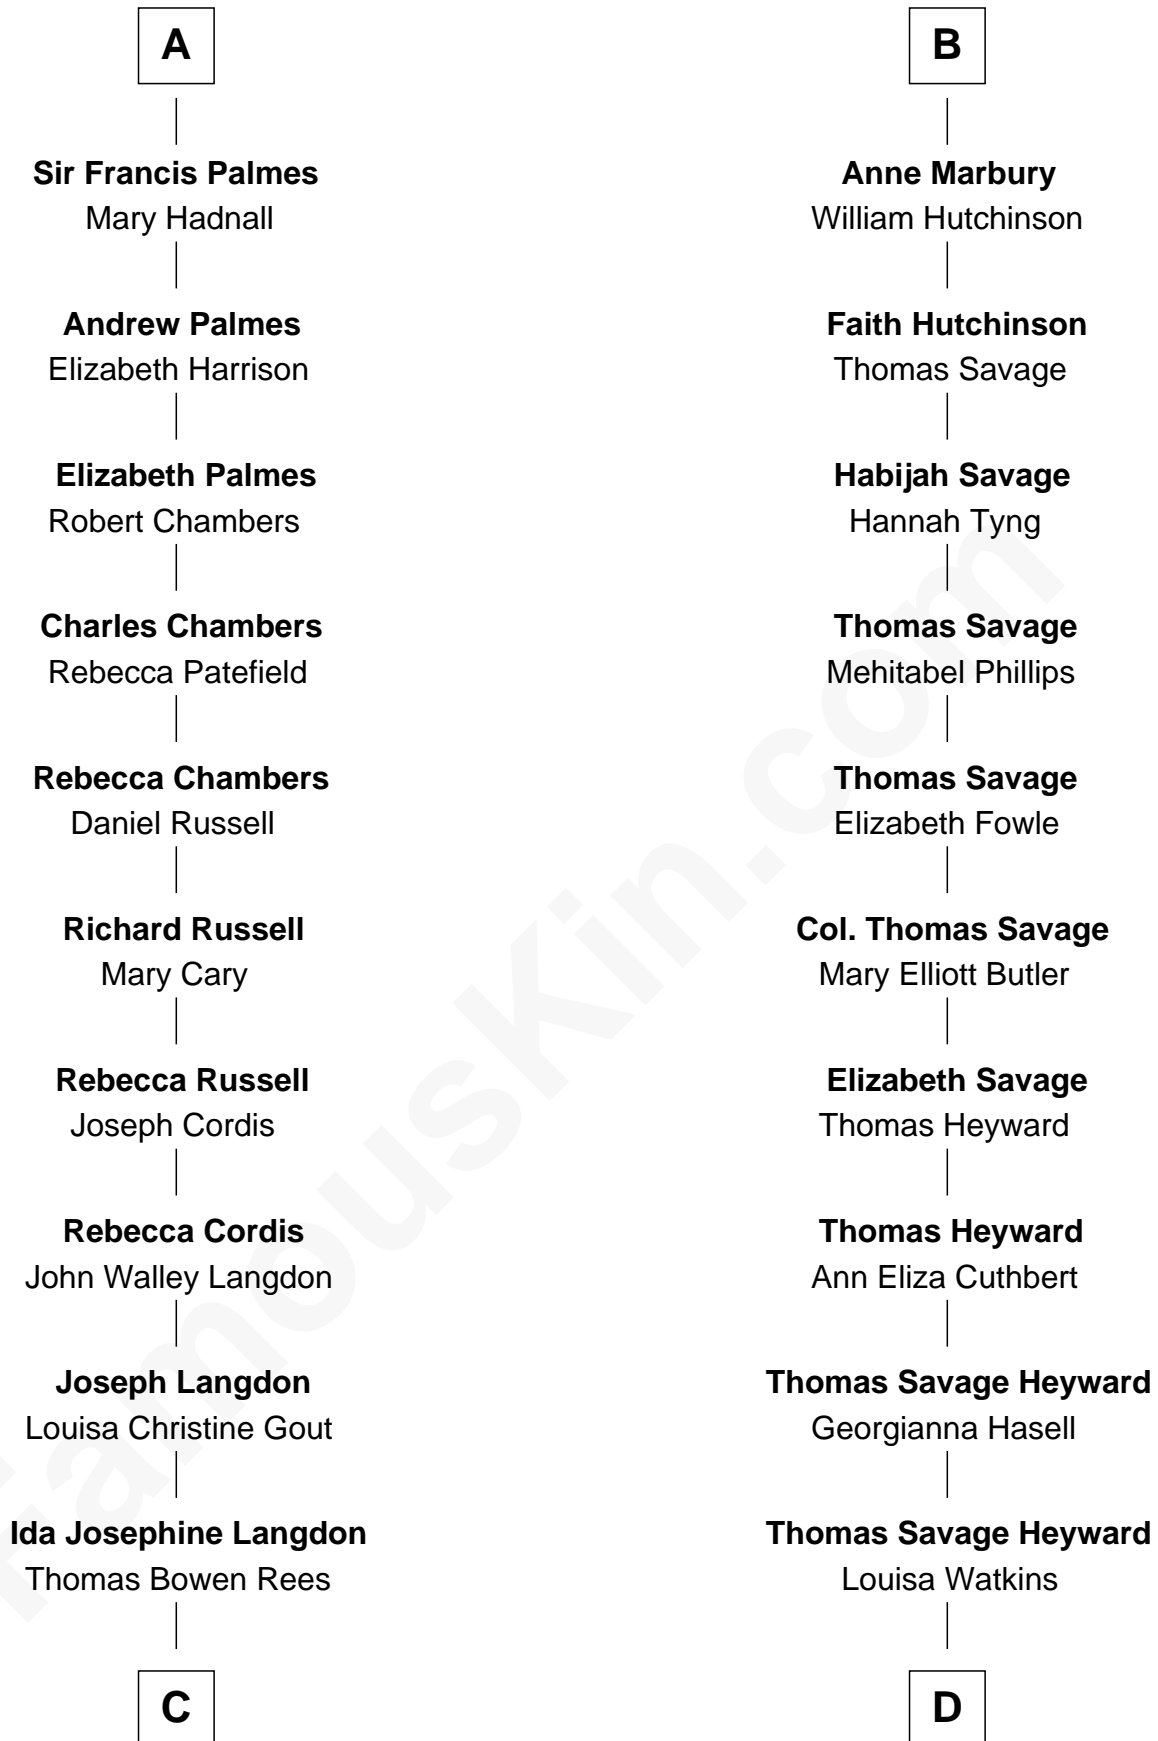 A
Sir Francis Palmes
Mary Hadnall
Andrew Palmes
Elizabeth Harrison
Elizabeth Palmes
Robert Chambers
Charles Chambers
Rebecca Patefield
Rebecca Chambers
Daniel Russell
Richard Russell
Mary Cary
Rebecca Russell
Joseph Cordis
Rebecca Cordis
John Walley Langdon
Joseph Langdon
Louisa Christine Gout
Ida Josephine Langdon
Thomas Bowen Rees
C
B
Anne Marbury
William Hutchinson
Faith Hutchinson
Thomas Savage
Habijah Savage
Hannah Tyng
Thomas Savage
Mehitabel Phillips
Thomas Savage
Elizabeth Fowle
Col. Thomas Savage
Mary Elliott Butler
Elizabeth Savage
Thomas Heyward
Thomas Heyward
Ann Eliza Cuthbert
Thomas Savage Heyward
Georgianna Hasell
Thomas Savage Heyward
Louisa Watkins
D
famouskin.com